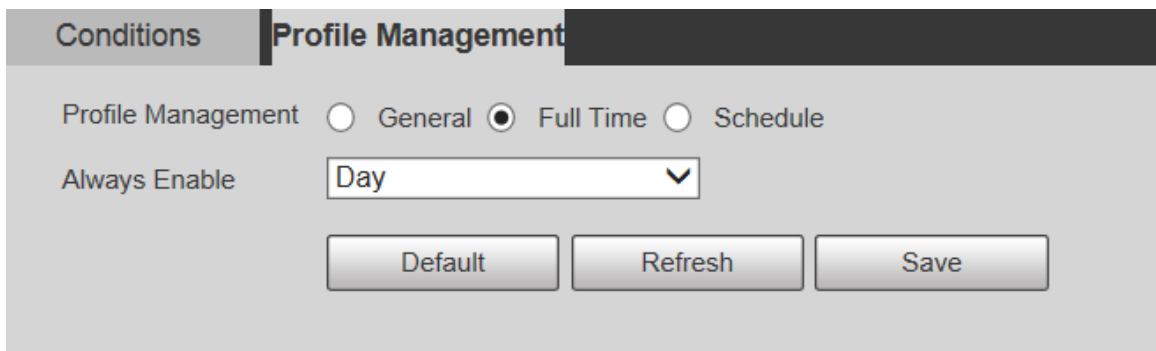 Conditions Profile Management
Profile Management General Full Time Schedule
Always Enable Day
Default Refresh Save